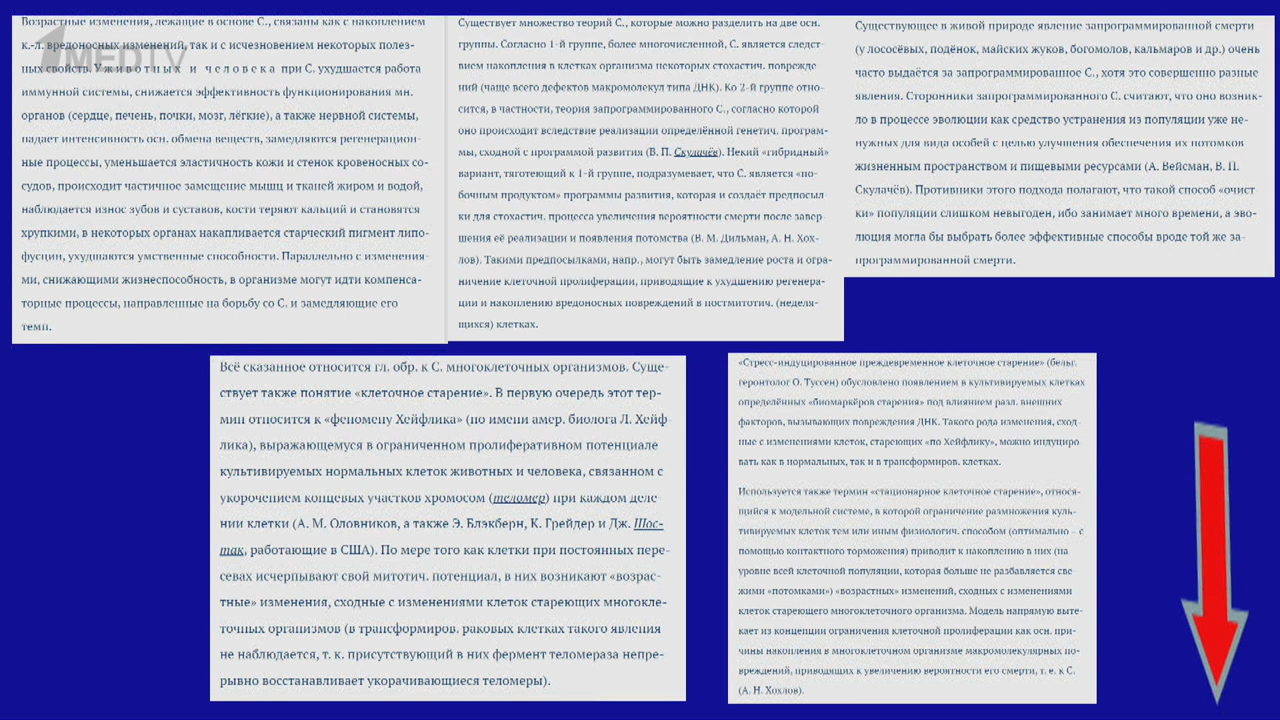 1MEDTV
Возрастные изменения, лежащие в основе С., связаны как с накоплением
к.-л. вредоносных изменений, так и с исчезновением некоторых полез-
ных свойств. У животных и человека при С. ухудшается работа
иммунной системы, снижается эффективность функционирования мн.
органов (сердце, печень, почки, мозг, лёгкие), а также нервной системы,
падает интенсивность осн. обмена веществ, замедляются регенерацион-
ные процессы, уменьшается эластичность кожи и стенок кровеносных со-
судов, происходит частичное замещение мышц и тканей жиром и водой,
наблюдается износ зубов и суставов, кости теряют кальций и становятся
хрупкими, в некоторых органах накапливается старческий пигмент липо-
фусцин, ухудшаются умственные способности. Параллельно с изменения-
ми, снижающими жизнеспособность, в организме могут идти компенса-
торные процессы, направленные на борьбу со С. и замедляющие его
темп.
Существует множество теорий С., которые можно разделить на две осн.
группы. Согласно 1-й группе, более многочисленной, С. является следст-
вием накопления в клетках организма некоторых стохастич. поврежде
ний (чаще всего дефектов макромолекул типа ДНК). Ко 2-й группе отно-
сится, в частности, теория запрограммированного С., согласно которой
оно происходит вследствие реализации определённой генетич. програм-
мы, сходной с программой развития (В. П. Скулачёв). Некий «гибридный»
вариант, тяготеющий к 1-й группе, подразумевает, что С. является «по-
бочным продуктом» программы развития, которая и создаёт предпосыл
ки для стохастич. процесса увеличения вероятности смерти после завер-
шения её реализации и появления потомства (В. М. Дильман, А. Н. Хох-
лов). Такими предпосылками, напр., могут быть замедление роста и огра-
ничение клеточной пролиферации, приводящие к ухудшению регенера-
ции и накоплению вредоносных повреждений в постмитотич. (неделя-
щихся) клетках.
Существующее в живой природе явление запрограммированной смерти
(у лососёвых, подёнок, майских жуков, богомолов, кальмаров и др.) очень
часто выдаётся за запрограммированное С., хотя это совершенно разные
явления. Сторонники запрограммированного С. считают, что оно возник-
ло в процессе эволюции как средство устранения из популяции уже не-
нужных для вида особей с целью улучшения обеспечения их потомков
жизненным пространством и пищевыми ресурсами (А. Вейсман, В. П.
Скулачёв). Противники этого подхода полагают, что такой способ «очист
ки» популяции слишком невыгоден, ибо занимает много времени, а эво-
люция могла бы выбрать более эффективные способы вроде той же за-
программированной смерти.
Всё сказанное относится гл. обр. к С. многоклеточных организмов. Суще-
ствует также понятие «клеточное старение». В первую очередь этот тер-
мин относится к «феномену Хейфлика» (по имени амер. биолога Л. Хейф-
лика), выражающемуся в ограниченном пролиферативном потенциале
культивируемых нормальных клеток животных и человека, связанном с
укорочением концевых участков хромосом (теломер) при каждом деле-
нии клетки (А. М. Оловников, а также Э. Блэкберн, К. Грейдер и Дж. Шос-
так, работающие в США). По мере того как клетки при постоянных пере-
севах исчерпывают свой митотич. потенциал, в них возникают «возрас-
тные» изменения, сходные с изменениями клеток стареющих многокле-
точных организмов (в трансформиров. раковых клетках такого явления
не наблюдается, т. к. присутствующий в них фермент теломераза непре-
рывно восстанавливает укорачивающиеся теломеры).
«Стресс-индуцированное преждевременное клеточное старение» (бельг.
геронтолог О. Туссен) обусловлено появлением в культивируемых клетках
определённых «биомаркёров старения» под влиянием разл. внешних
факторов, вызывающих повреждения ДНК. Такого рода изменения, сход-
ные с изменениями клеток, стареющих «по Хейфлику», можно индуциро
вать как в нормальных, так и в трансформиров. клетках.
Используется также термин «стационарное клеточное старение», относя-
щийся к модельной системе, в которой ограничение размножения куль-
тивируемых клеток тем или иным физиологич. способом (оптимально – с
помощью контактного торможения) приводит к накоплению в них (на
уровне всей клеточной популяции, которая больше не разбавляется све
жими «потомками») «возрастных» изменений, сходных с изменениями
клеток стареющего многоклеточного организма. Модель напрямую выте-
кает из концепции ограничения клеточной пролиферации как осн. при-
чины накопления в многоклеточном организме макромолекулярных по-
вреждений, приводящих к увеличению вероятности его смерти, т. е. к С.
(А. Н. Хохлов).